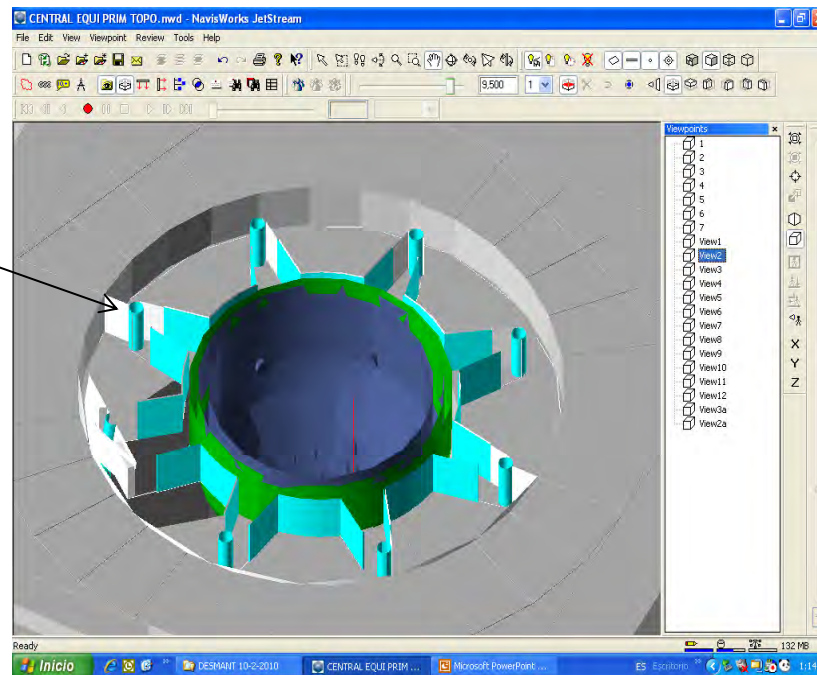 CENTRAL EQUI PRIM TOPO.nwd - NavisWorks JetStream
File Edit View Viewpoint Review Tools Help
9,500 1
Viewpoints
1
2
3
4
5
6
7
View1
View2
View3
View4
View5
View6
View7
View8
View9
View10
View11
View12
View3a
View2a
X
Y
Z
Ready
132 MB
Inicio
DESMANT 10-2-2010
CENTRAL EQUI PRIM ...
Microsoft PowerPoint ...
ES Escritorio
1:14